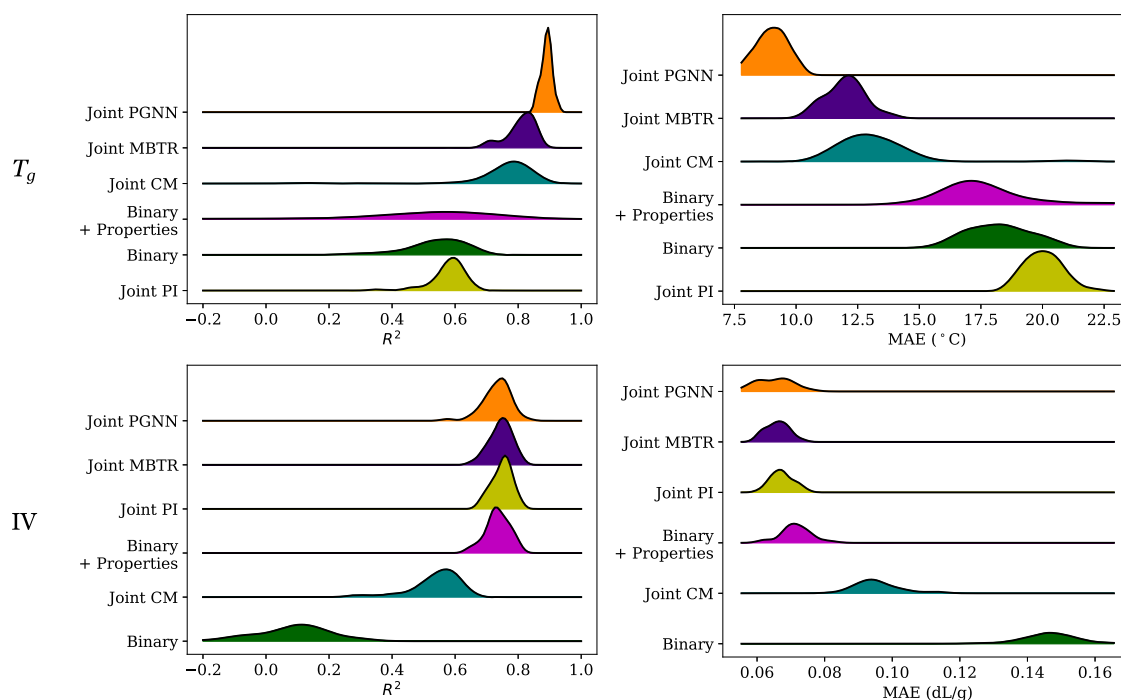 Joint PGNN
Joint MBTR
Joint CM
Binary
+ Properties
Binary
Joint PI
−0.2 0.0 0.2 0.4 0.6 0.8 1.0
R²
Joint PGNN
Joint MBTR
Joint CM
Binary
+ Properties
Binary
Joint PI
7.5 10.0 12.5 15.0 17.5 20.0 22.5
MAE (°C)
T_g
Joint PGNN
Joint MBTR
Joint PI
Binary
+ Properties
Joint CM
Binary
−0.2 0.0 0.2 0.4 0.6 0.8 1.0
R²
Joint PGNN
Joint MBTR
Joint PI
Binary
+ Properties
Joint CM
Binary
0.06 0.08 0.10 0.12 0.14 0.16
MAE (dL/g)
IV